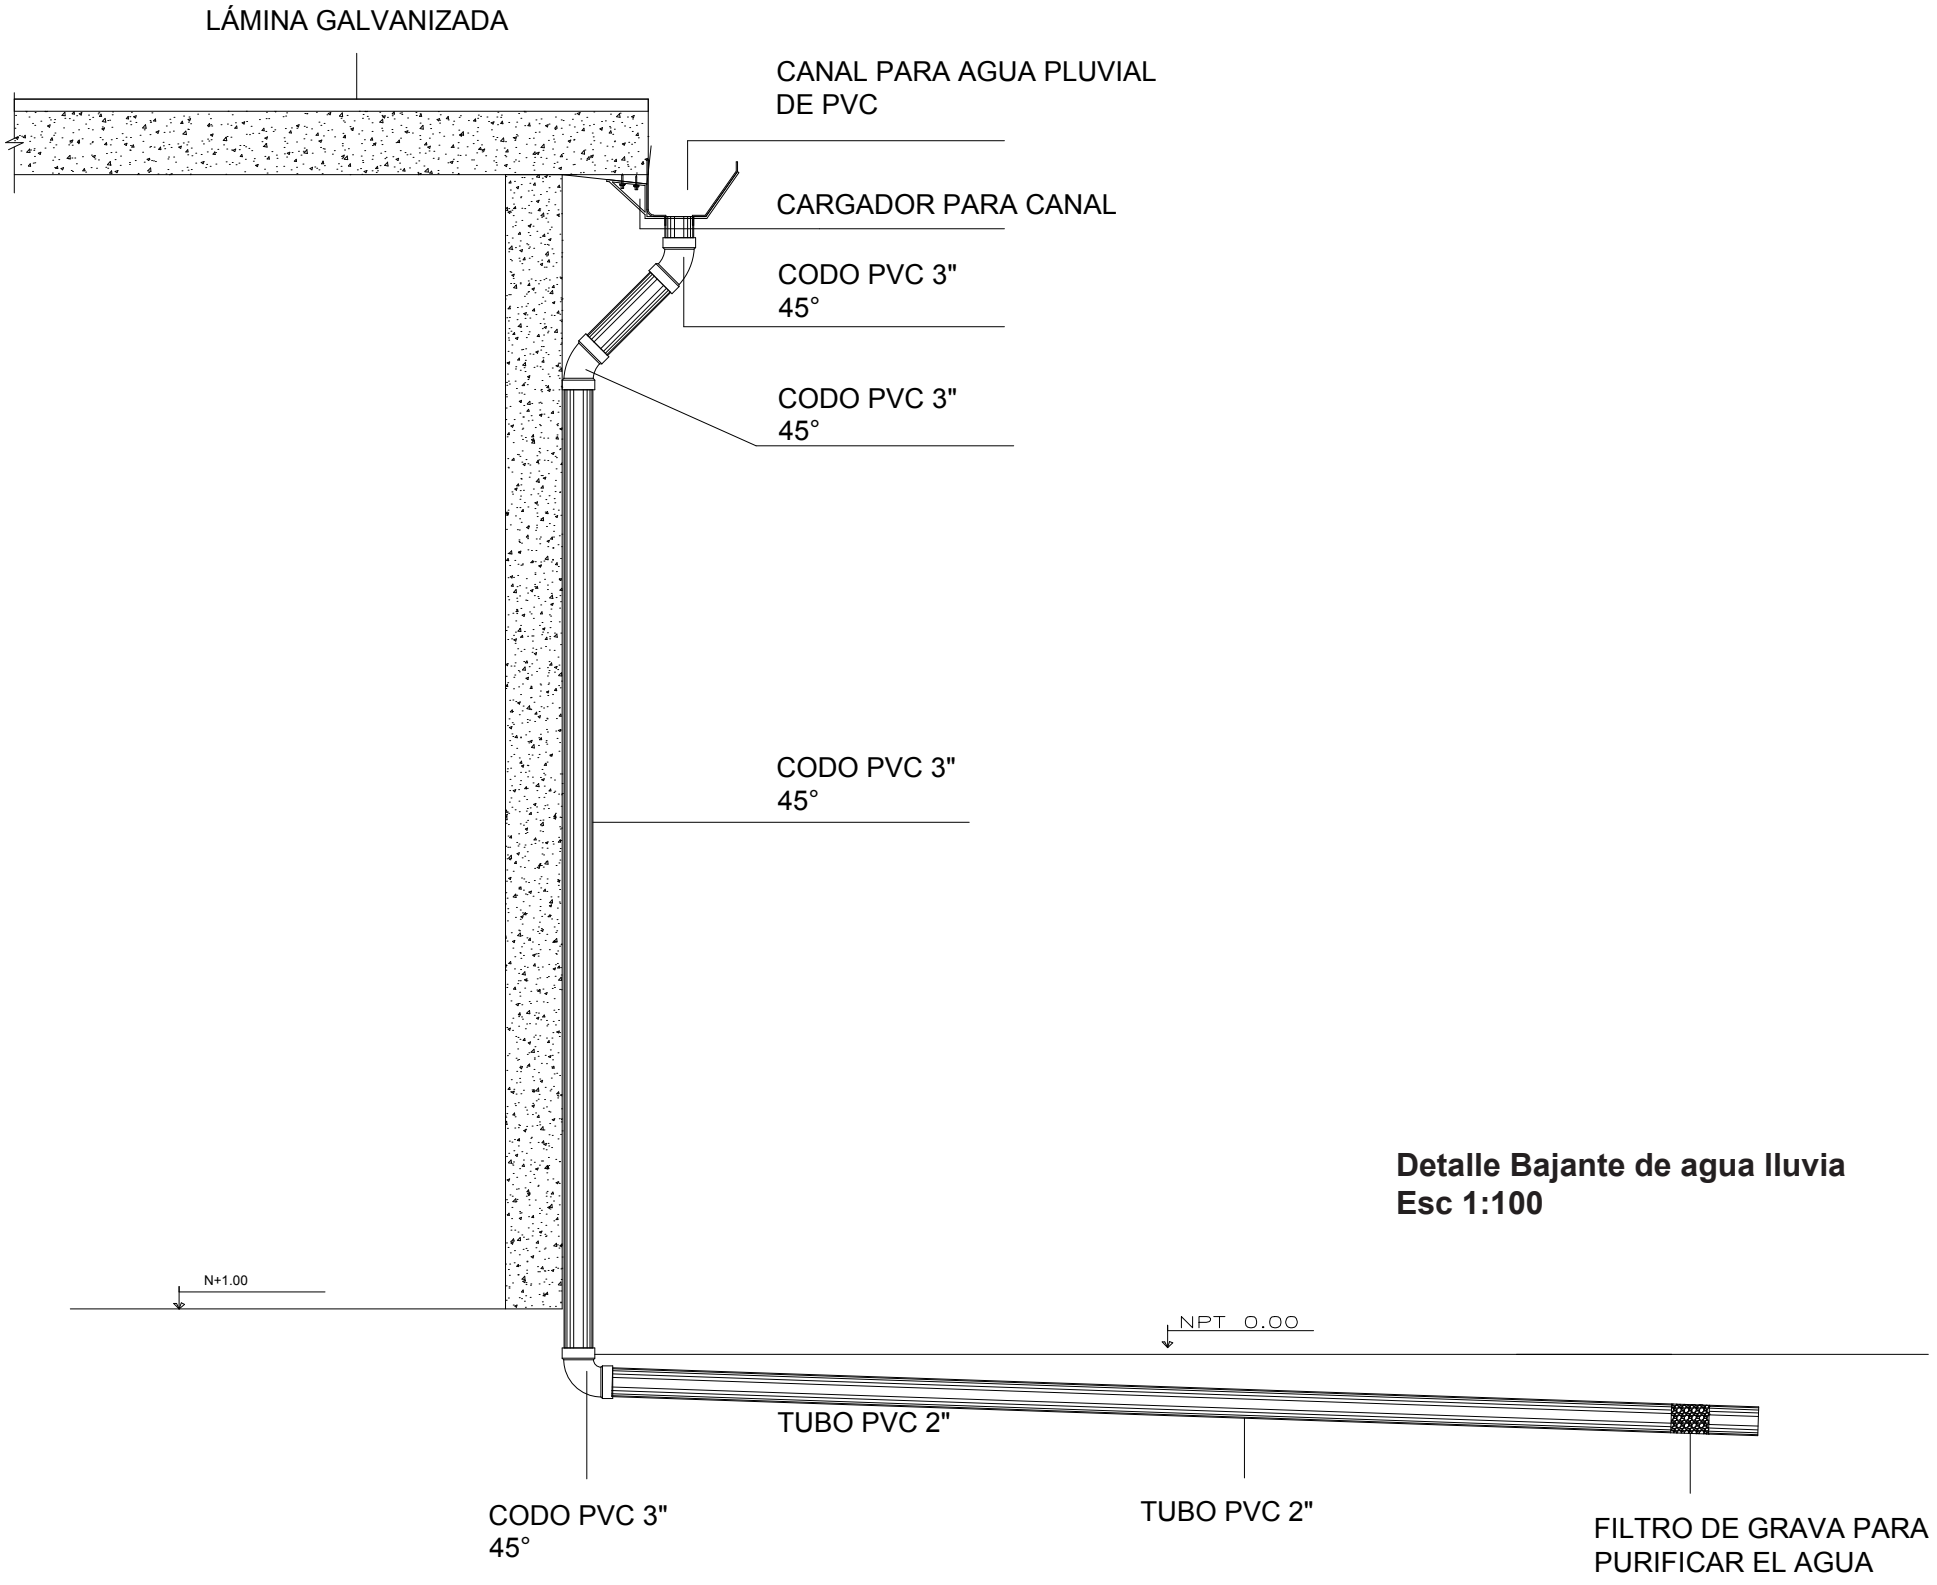 LÁMINA GALVANIZADA
CANAL PARA AGUA PLUVIAL
DE PVC
CARGADOR PARA CANAL
CODO PVC 3"
45°
CODO PVC 3"
45°
CODO PVC 3"
45°
Detalle Bajante de agua lluvia
Esc 1:100
N+1.00
NPT 0.00
TUBO PVC 2"
CODO PVC 3"
45°
TUBO PVC 2"
FILTRO DE GRAVA PARA
PURIFICAR EL AGUA